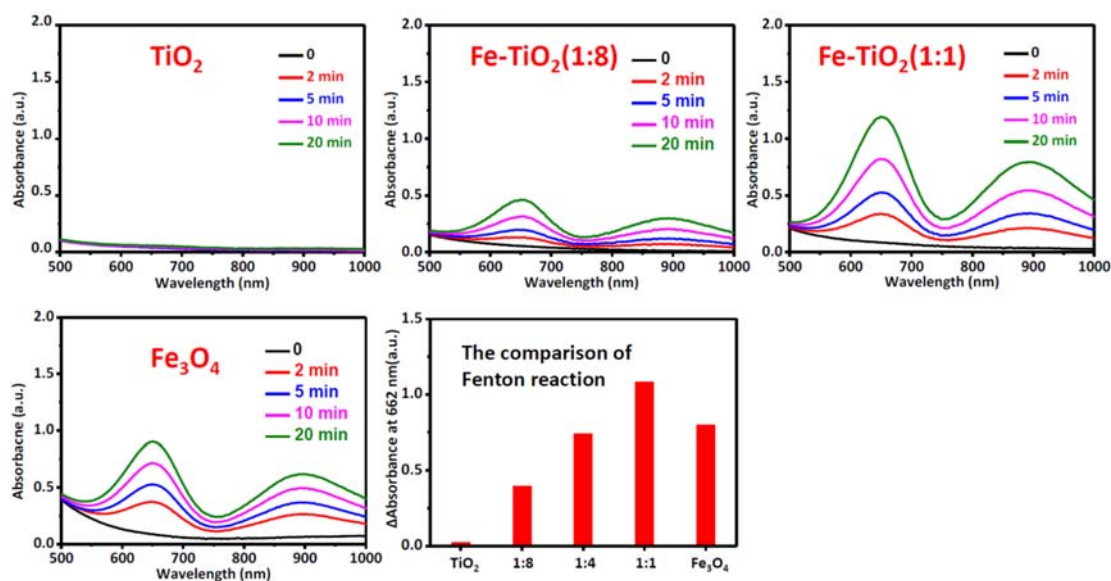 TiO₂
0
2 min
5 min
10 min
20 min
2.0
1.5
1.0
0.5
0.0
Absorbance (a.u.)
500 600 700 800 900 1000
Wavelength (nm)
Fe-TiO₂(1:8)
0
2 min
5 min
10 min
20 min
2.0
1.5
1.0
0.5
0.0
Absorbacne (a.u.)
500 600 700 800 900 1000
Wavelength (nm)
Fe-TiO₂(1:1)
0
2 min
5 min
10 min
20 min
2.0
1.5
1.0
0.5
0.0
Absorbance (a.u.)
500 600 700 800 900 1000
Wavelength (nm)
Fe₃O₄
0
2 min
5 min
10 min
20 min
2.0
1.5
1.0
0.5
0.0
Absorbacne (a.u.)
500 600 700 800 900 1000
Wavelength (nm)
The comparison of
Fenton reaction
1.5
1.0
0.5
0.0
ΔAbsorbance at 662 nm(a.u.)
TiO₂ 1:8 1:4 1:1 Fe₃O₄